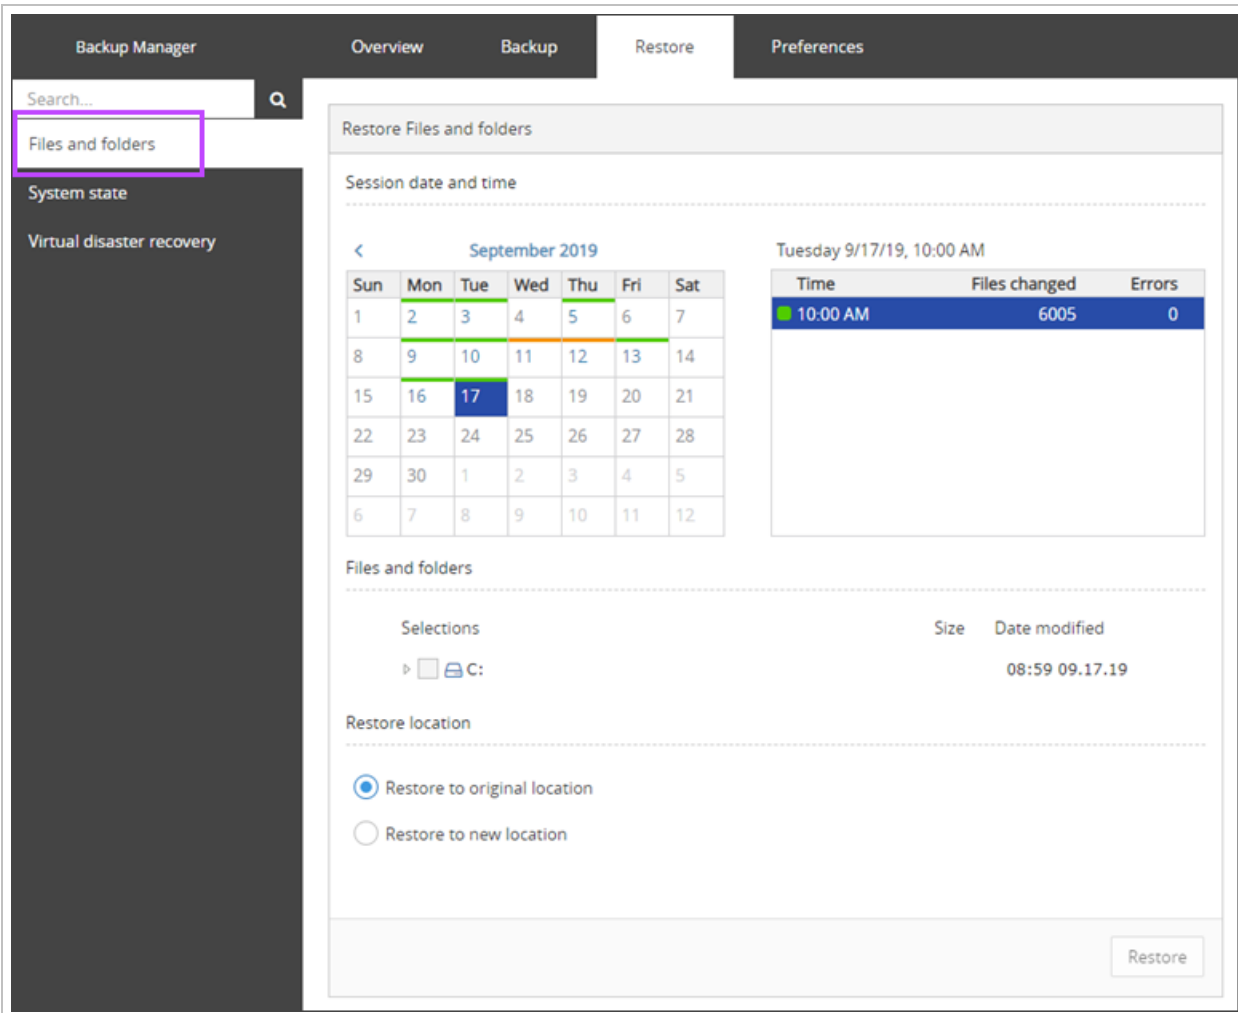 Backup Manager Overview Backup Restore Preferences
Search...
Files and folders
System state
Virtual disaster recovery
Restore Files and folders
Session date and time
September 2019
Sun Mon Tue Wed Thu Fri Sat
1 2 3 4 5 6 7
8 9 10 11 12 13 14
15 16 17 18 19 20 21
22 23 24 25 26 27 28
29 30 1 2 3 4 5
6 7 8 9 10 11 12
Tuesday 9/17/19, 10:00 AM
Time Files changed Errors
10:00 AM 6005 0
Files and folders
Selections Size Date modified
C: 08:59 09.17.19
Restore location
Restore to original location
Restore to new location
Restore